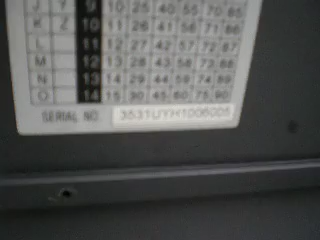 J Y 9 10 25 40 55 70 85
K Z 10 11 26 41 56 71 86
L 11 12 27 42 57 72 87
M 12 13 28 43 58 73 88
N 13 14 29 44 59 74 89
O 14 15 30 45 60 75 90
SERIAL NO. 3531UYH1006005